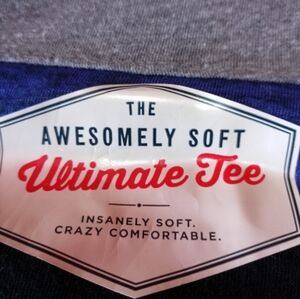 THE
AWESOMELY SOFT
Ultimate Tee
INSANELY SOFT.
CRAZY COMFORTABLE.